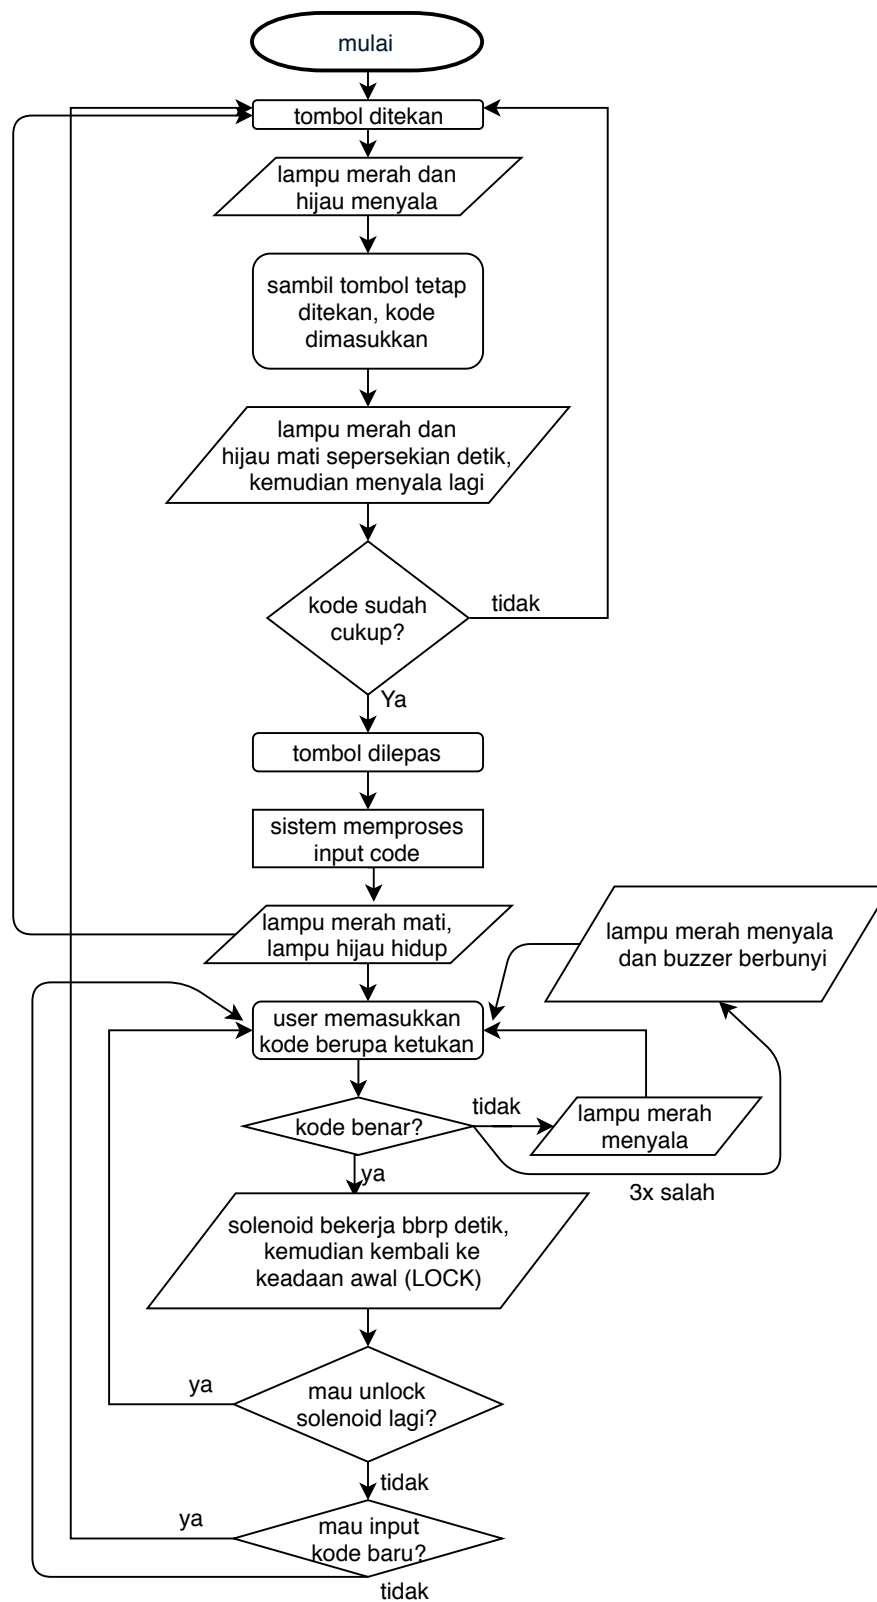 mulai
tombol ditekan
lampu merah dan
hijau menyala
sambil tombol tetap
ditekan, kode
dimasukkan
lampu merah dan
hijau mati sepersekian detik,
kemudian menyala lagi
kode sudah
cukup?
tidak
Ya
tombol dilepas
sistem memproses
input code
lampu merah mati,
lampu hijau hidup
lampu merah menyala
dan buzzer berbunyi
user memasukkan
kode berupa ketukan
kode benar?
tidak
lampu merah
menyala
3x salah
ya
solenoid bekerja bbrp detik,
kemudian kembali ke
keadaan awal (LOCK)
mau unlock
solenoid lagi?
ya
tidak
mau input
kode baru?
ya
tidak